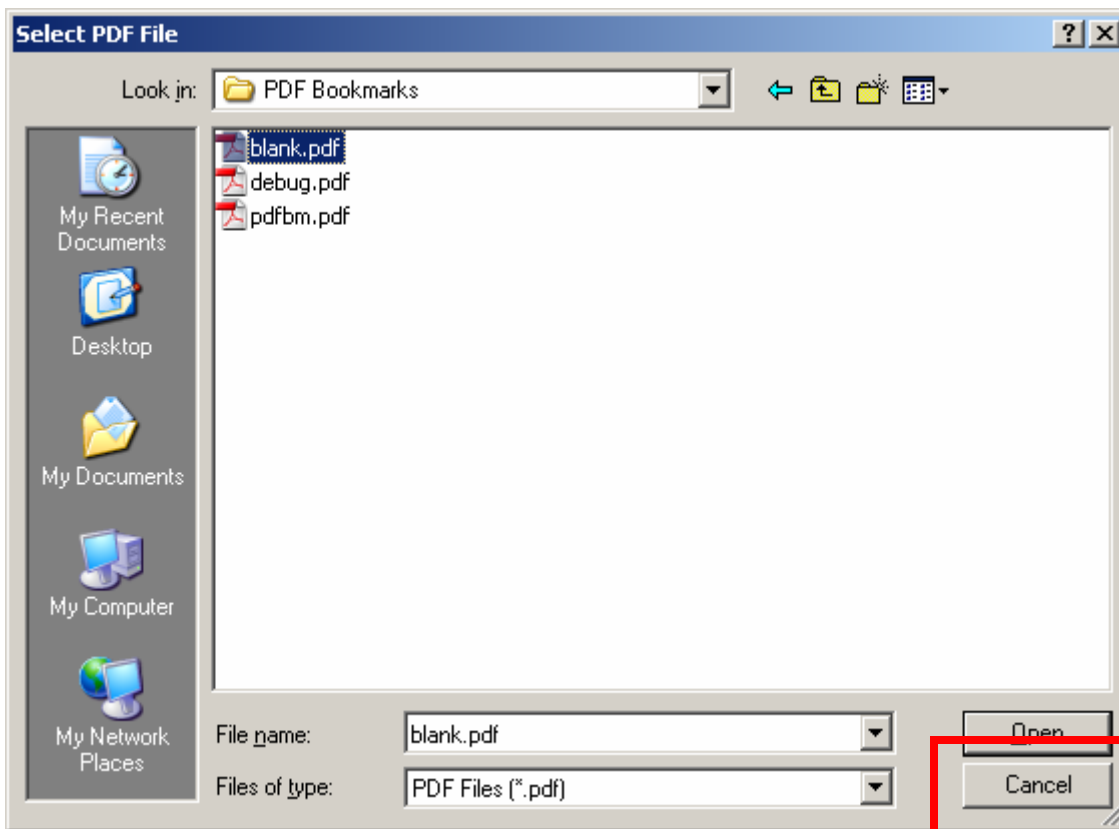 Select PDF File
Look in: PDF Bookmarks
blank.pdf
debug.pdf
pdfbm.pdf
My Recent
Documents
Desktop
My Documents
My Computer
My Network
Places
File name: blank.pdf Open
Files of type: PDF Files (*.pdf) Cancel